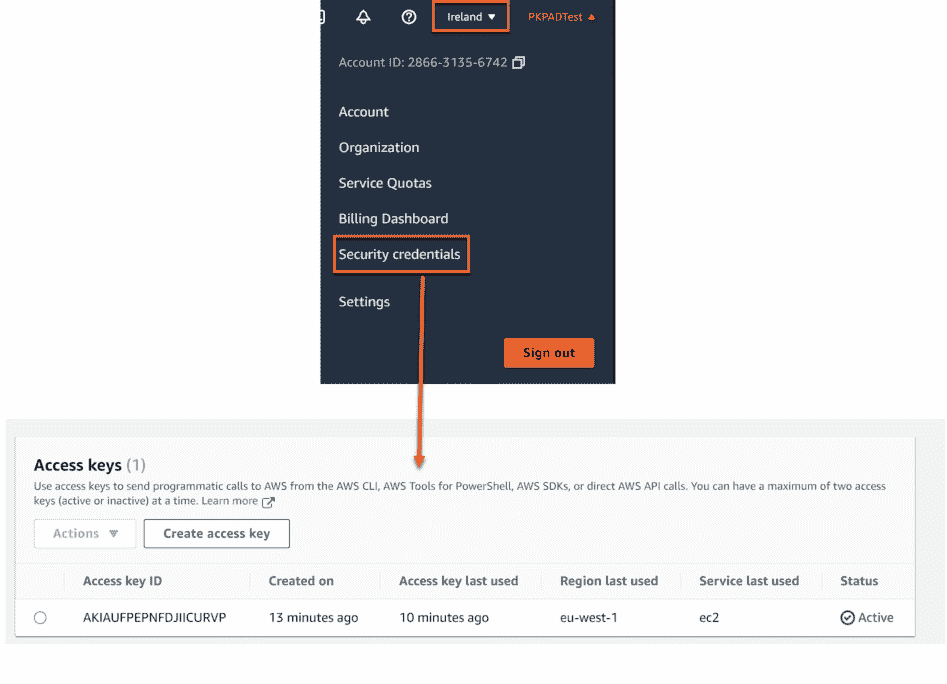 Ireland ▼ PKPADTest ▲
Account ID: 2866-3135-6742
Account
Organization
Service Quotas
Billing Dashboard
Security credentials
Settings
Sign out
Access keys (1)
Use access keys to send programmatic calls to AWS from the AWS CLI, AWS Tools for PowerShell, AWS SDKs, or direct AWS API calls. You can have a maximum of two access
keys (active or inactive) at a time. Learn more
Actions ▼ Create access key
Access key ID Created on Access key last used Region last used Service last used Status
AKIAUFPEPNFDJIICURVP 13 minutes ago 10 minutes ago eu-west-1 ec2 Active